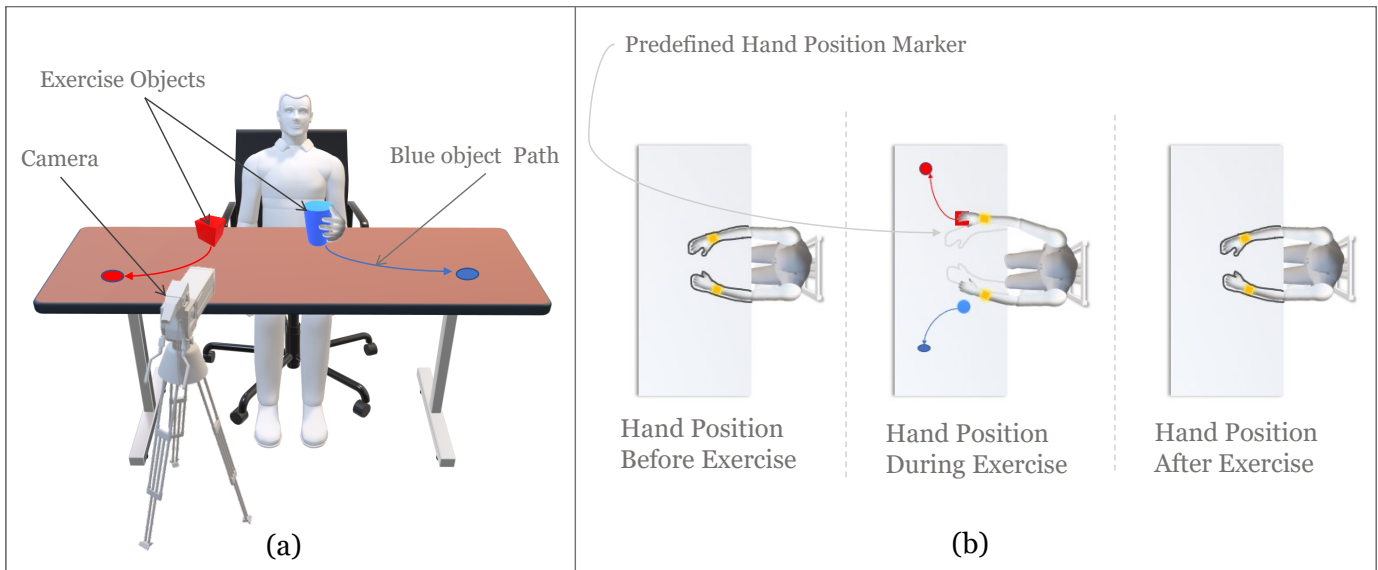 Exercise Objects
Camera
Blue object Path
(a)
Predefined Hand Position Marker
Hand Position
Before Exercise
Hand Position
During Exercise
Hand Position
After Exercise
(b)